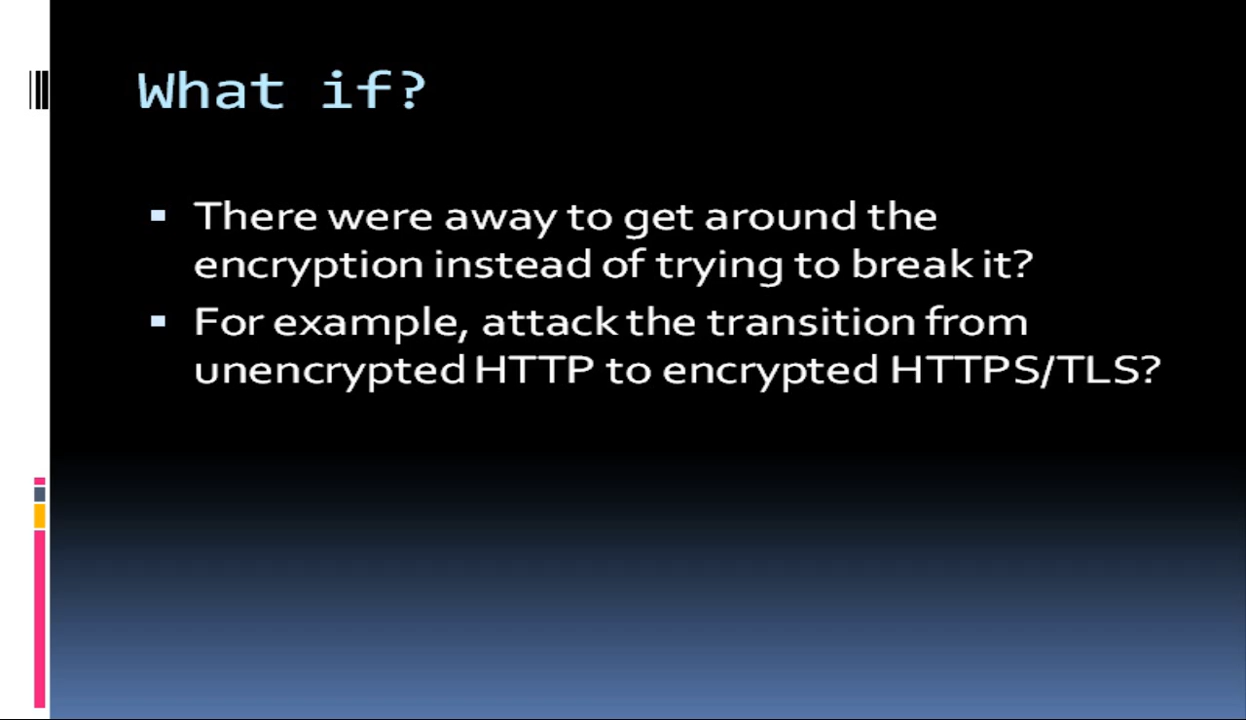 What if?
There were away to get around the
encryption instead of trying to break it?
For example, attack the transition from
unencrypted HTTP to encrypted HTTPS/TLS?